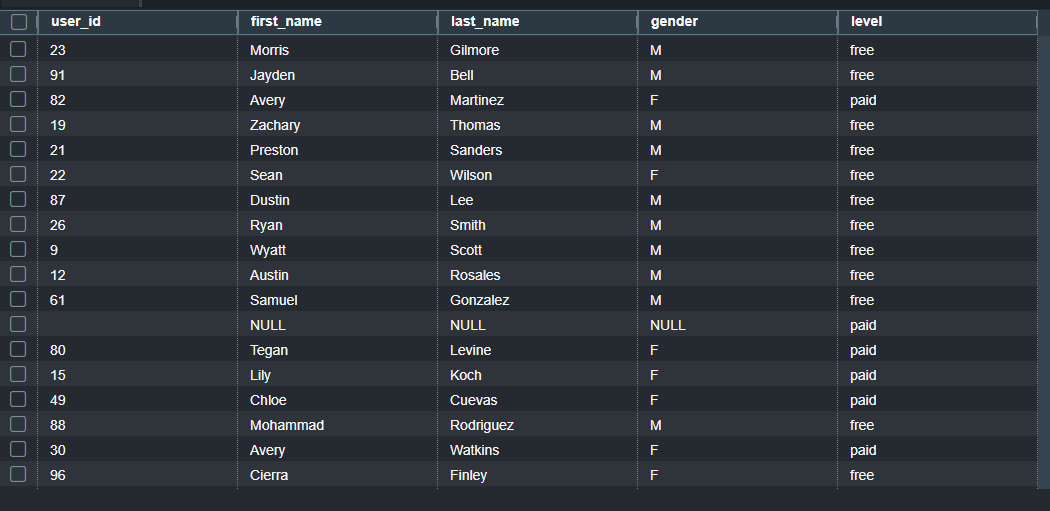 user_id first_name last_name gender level
23 Morris Gilmore M free
91 Jayden Bell M free
82 Avery Martinez F paid
19 Zachary Thomas M free
21 Preston Sanders M free
22 Sean Wilson F free
87 Dustin Lee M free
26 Ryan Smith M free
9 Wyatt Scott M free
12 Austin Rosales M free
61 Samuel Gonzalez M free
NULL NULL NULL paid
80 Tegan Levine F paid
15 Lily Koch F paid
49 Chloe Cuevas F paid
88 Mohammad Rodriguez M free
30 Avery Watkins F paid
96 Cierra Finley F free